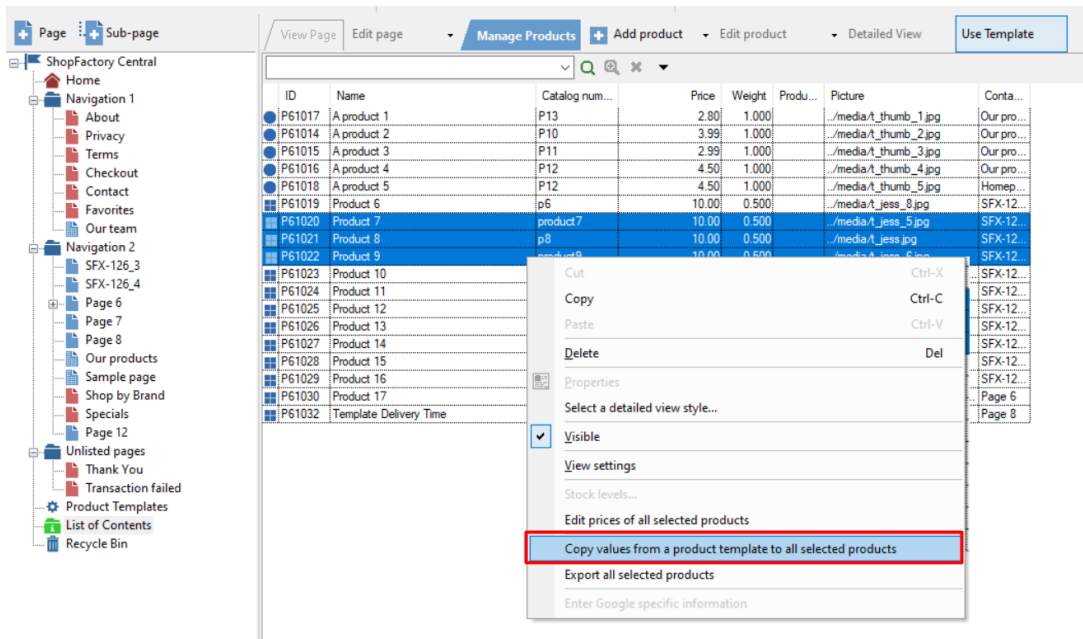 Page Sub-page
View Page Edit page Manage Products Add product Edit product Detailed View Use Template
ShopFactory Central
Home
Navigation 1
About
Privacy
Terms
Checkout
Contact
Favorites
Our team
Navigation 2
SFX-126_3
SFX-126_4
Page 6
Page 7
Page 8
Our products
Sample page
Shop by Brand
Specials
Page 12
Unlisted pages
Thank You
Transaction failed
Product Templates
List of Contents
Recycle Bin
ID Name Catalog num... Price Weight Produ... Picture Conta...
P61017 A product 1 P13 2.80 1.000 ../media/t_thumb_1.jpg Our pro...
P61014 A product 2 P10 3.99 1.000 ../media/t_thumb_2.jpg Our pro...
P61015 A product 3 P11 2.99 1.000 ../media/t_thumb_3.jpg Our pro...
P61016 A product 4 P12 4.50 1.000 ../media/t_thumb_4.jpg Our pro...
P61018 A product 5 P12 4.50 1.000 ../media/t_thumb_5.jpg Homep...
P61019 Product 6 p6 10.00 0.500 ../media/t_jess_8.jpg SFX-12...
P61020 Product 7 product7 10.00 0.500 ../media/t_jess_5.jpg SFX-12...
P61021 Product 8 p8 10.00 0.500 ../media/t_jess.jpg SFX-12...
P61022 Product 9 product9 10.00 0.500 ../media/t_jess_6.jpg SFX-12...
P61023 Product 10 SFX-12...
P61024 Product 11 SFX-12...
P61025 Product 12 SFX-12...
P61026 Product 13 SFX-12...
P61027 Product 14 SFX-12...
P61028 Product 15 SFX-12...
P61029 Product 16 SFX-12...
P61030 Product 17 Page 6
P61032 Template Delivery Time Page 8
Cut Ctrl-X
Copy Ctrl-C
Paste Ctrl-V
Delete Del
Properties
Select a detailed view style...
Visible
View settings
Stock levels...
Edit prices of all selected products
Copy values from a product template to all selected products
Export all selected products
Enter Google specific information